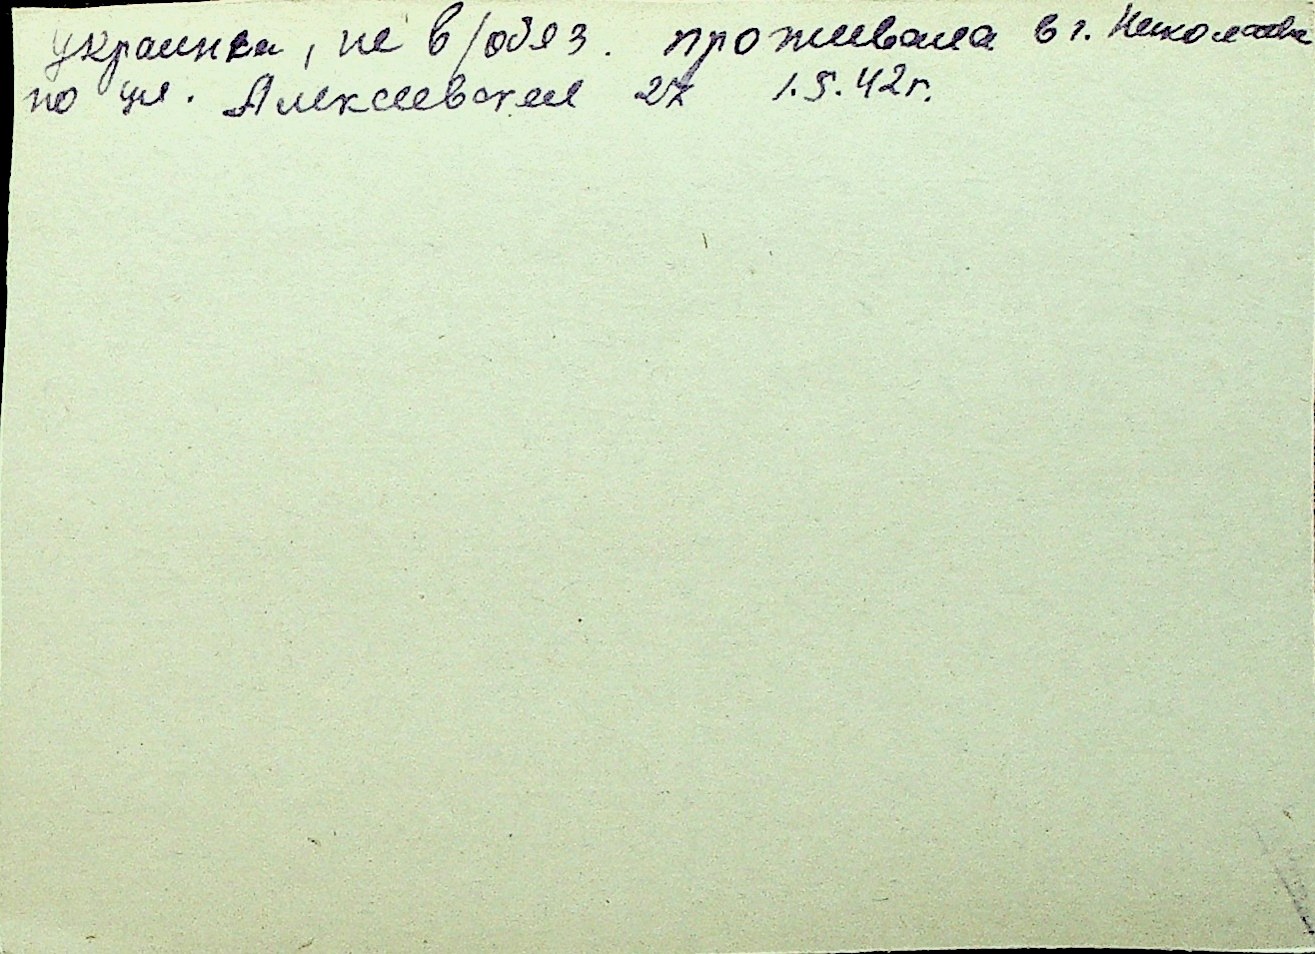 украинка, не в/обяз. проживала в г. Николаеве
по ул. Алексеевской 27 1.5.42г.